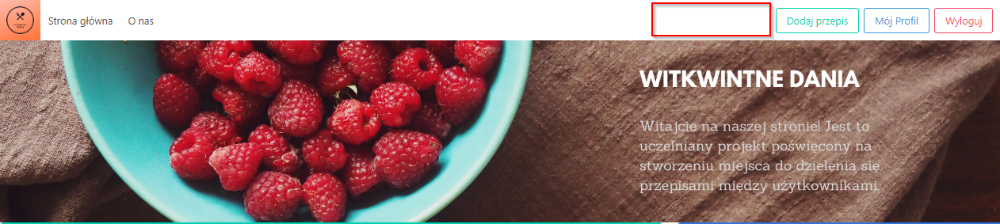 Strona główna
O nas
Dodaj przepis
Mój Profil
Wyloguj
WITKWINTNE DANIA
Witajcie na naszej stronie! Jest to
uczelniany projekt poświęcony na
stworzeniu miejsca do dzielenia się
przepisami między użytkownikami.